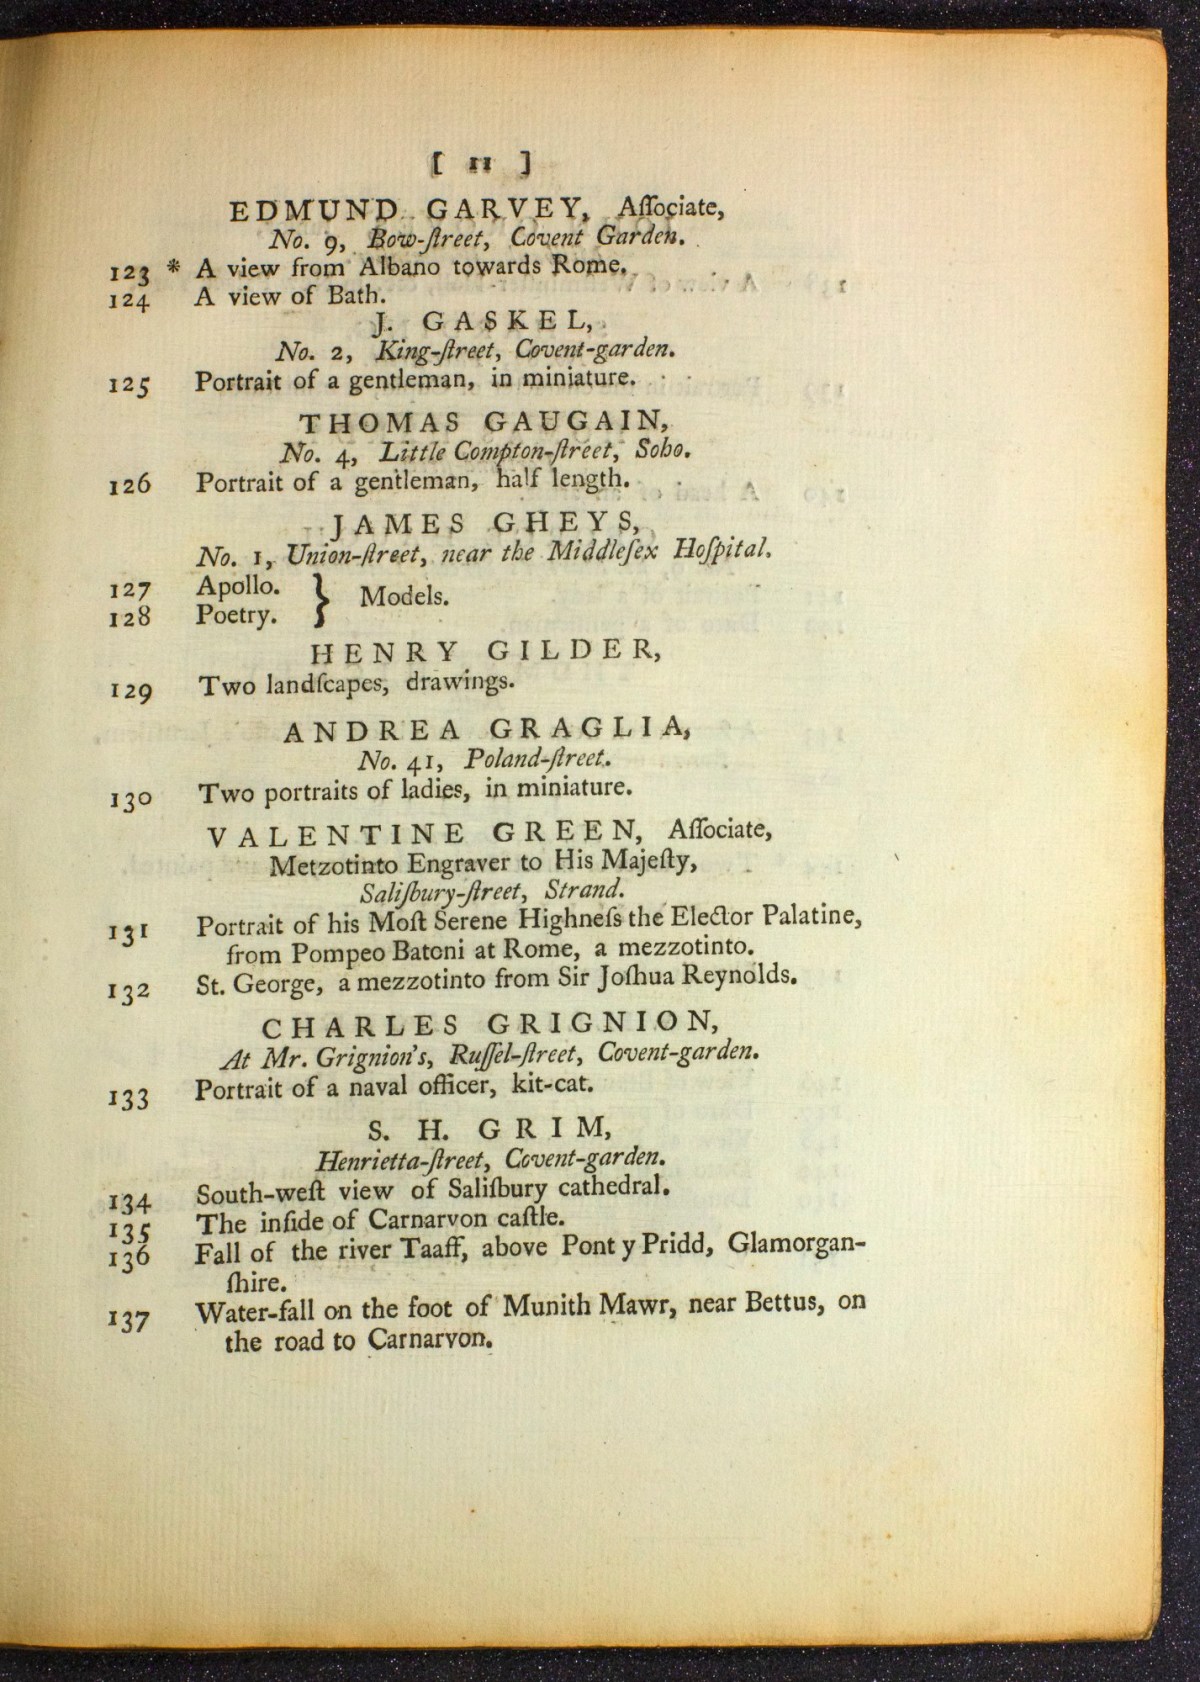 [ 11 ]
EDMUND GARVEY, Aſſociate,
No. 9, Bow-ſtreet, Covent Garden.
123 * A view from Albano towards Rome.
124 A view of Bath.
J. GASKEL,
No. 2, King-ſtreet, Covent-garden.
125 Portrait of a gentleman, in miniature.
THOMAS GAUGAIN,
No. 4, Little Compton-ſtreet, Soho.
126 Portrait of a gentleman, half length.
JAMES GHEYS,
No. 1, Union-ſtreet, near the Middleſex Hoſpital.
127 Apollo. } Models.
128 Poetry.
HENRY GILDER,
129 Two landſcapes, drawings.
ANDREA GRAGLIA,
No. 41, Poland-ſtreet.
130 Two portraits of ladies, in miniature.
VALENTINE GREEN, Aſſociate,
Metzotinto Engraver to His Majeſty,
Saliſbury-ſtreet, Strand.
131 Portrait of his Moſt Serene Highneſs the Elector Palatine,
from Pompeo Batoni at Rome, a mezzotinto.
132 St. George, a mezzotinto from Sir Joſhua Reynolds.
CHARLES GRIGNION,
At Mr. Grignion's, Ruſſel-ſtreet, Covent-garden.
133 Portrait of a naval officer, kit-cat.
S. H. GRIM,
Henrietta-ſtreet, Covent-garden.
134 South-weſt view of Saliſbury cathedral.
135 The inſide of Carnarvon caſtle.
136 Fall of the river Taaff, above Pont y Pridd, Glamorgan-
ſhire.
137 Water-fall on the foot of Munith Mawr, near Bettus, on
the road to Carnarvon.